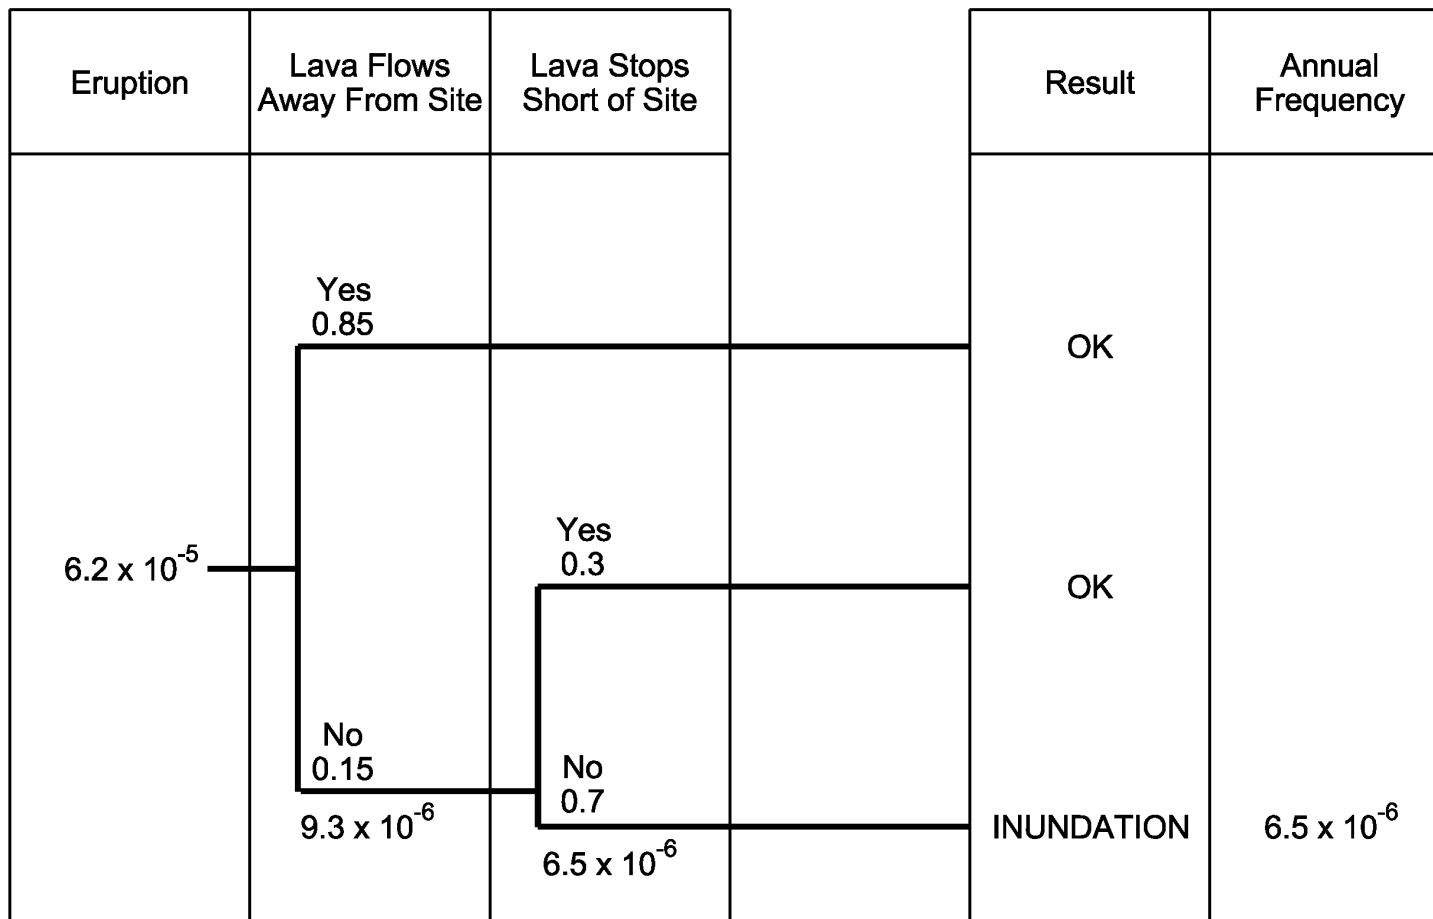 Eruption
Lava Flows
Away From Site
Lava Stops
Short of Site
Result
Annual
Frequency
Yes
0.85
OK
6.2 x 10^-5
Yes
0.3
OK
No
0.15
9.3 x 10^-6
No
0.7
6.5 x 10^-6
INUNDATION
6.5 x 10^-6